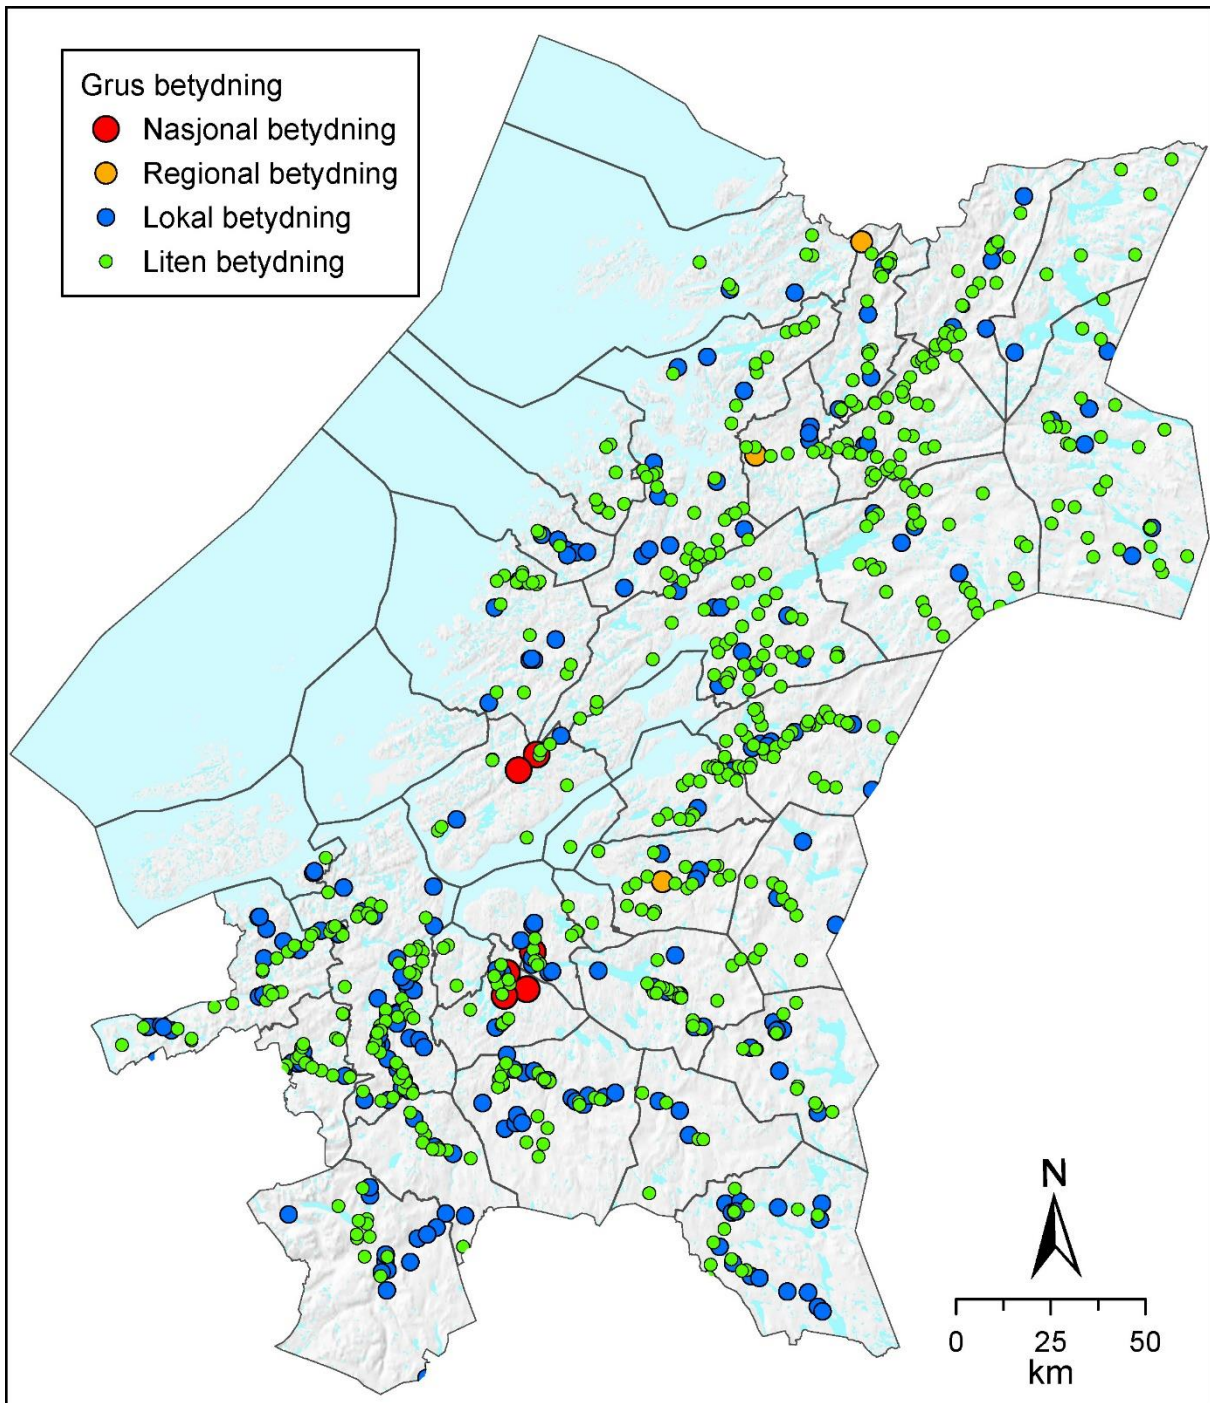 Grus betydning
Nasjonal betydning
Regional betydning
Lokal betydning
Liten betydning
N
0 25 50
km